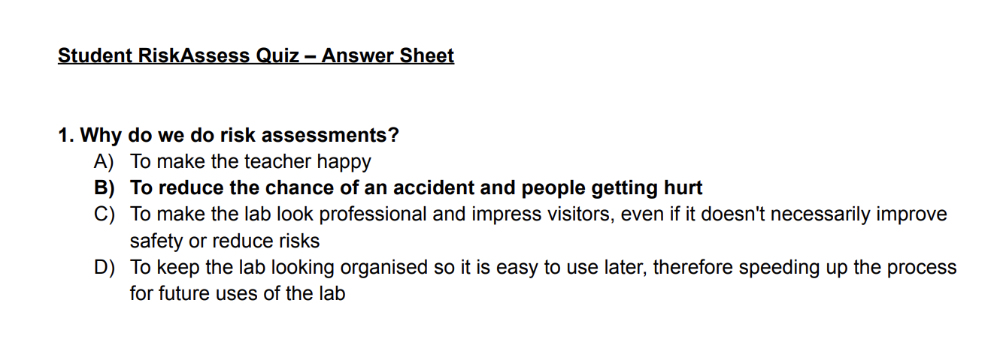 Student RiskAssess Quiz – Answer Sheet
1. Why do we do risk assessments?
A) To make the teacher happy
B) To reduce the chance of an accident and people getting hurt
C) To make the lab look professional and impress visitors, even if it doesn't necessarily improve
safety or reduce risks
D) To keep the lab looking organised so it is easy to use later, therefore speeding up the process
for future uses of the lab